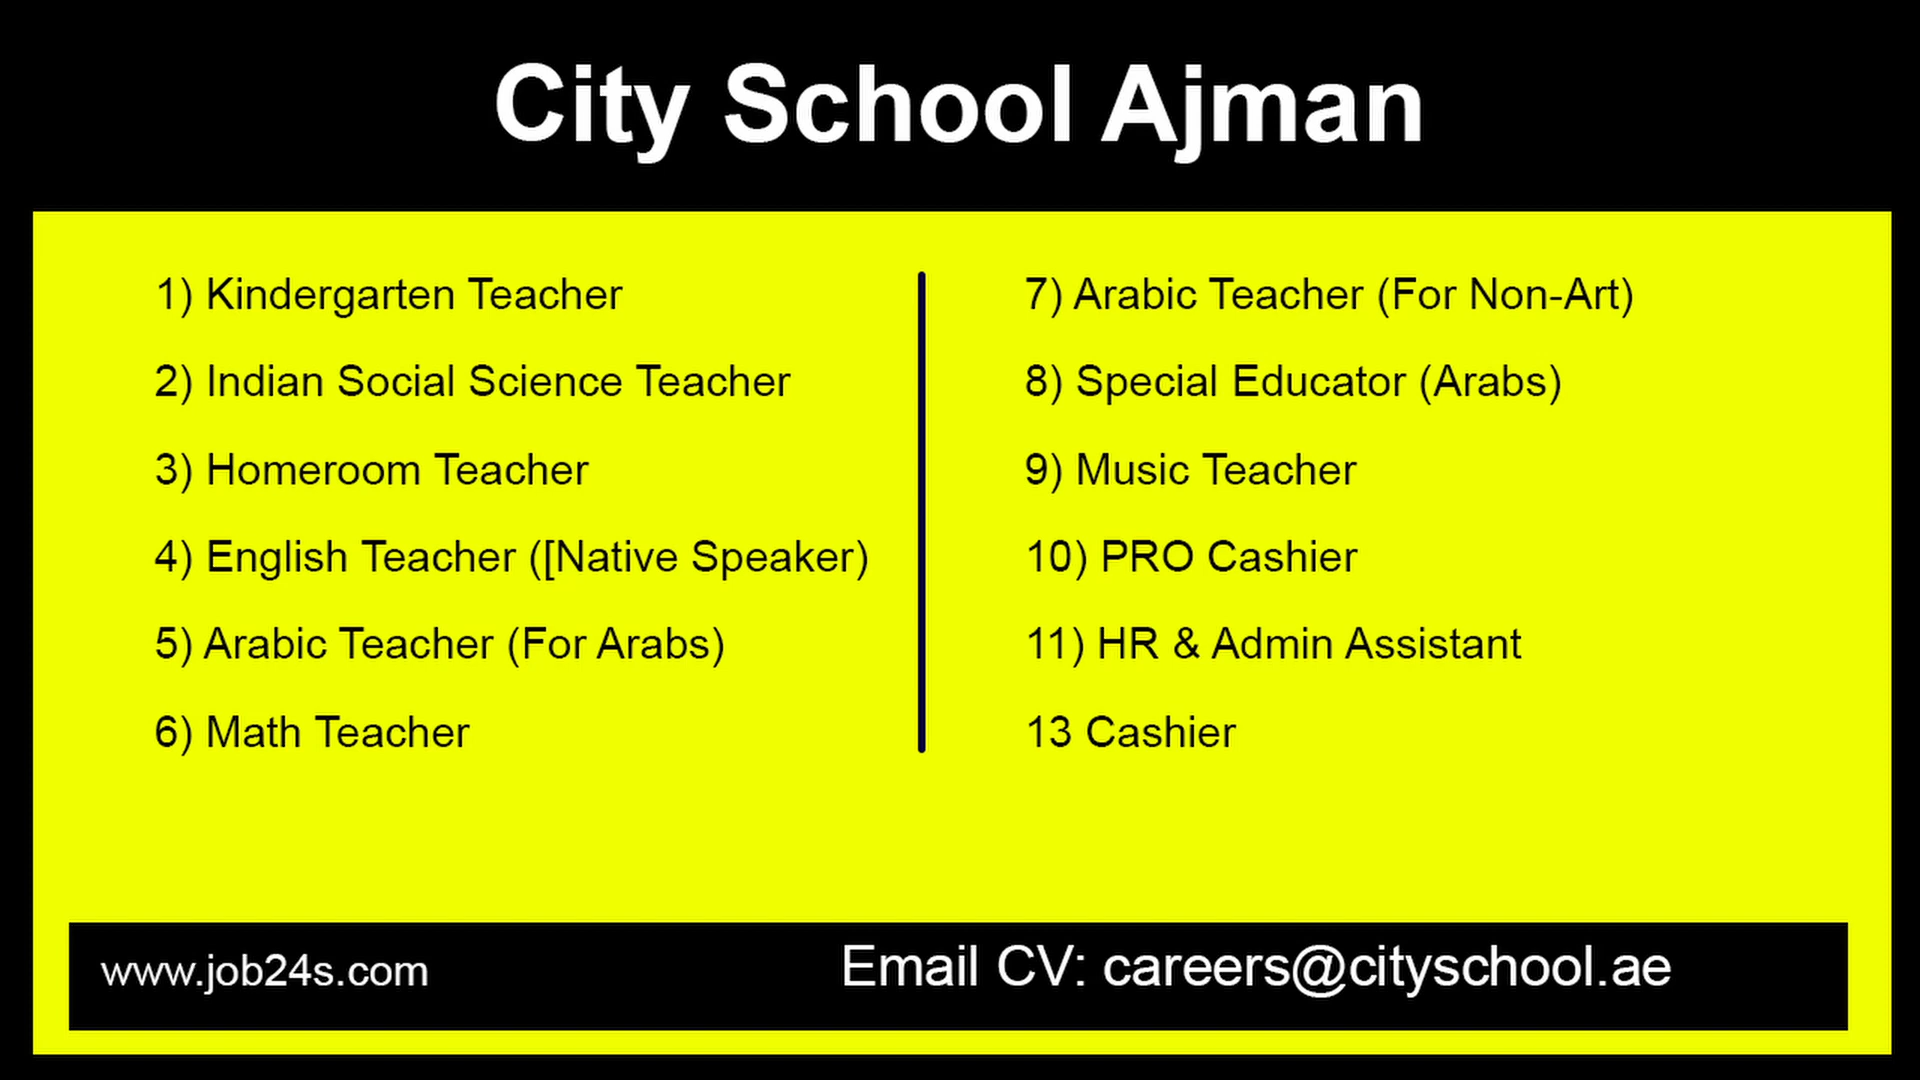 City School Ajman
1) Kindergarten Teacher
2) Indian Social Science Teacher
3) Homeroom Teacher
4) English Teacher ([Native Speaker)
5) Arabic Teacher (For Arabs)
6) Math Teacher
7) Arabic Teacher (For Non-Art)
8) Special Educator (Arabs)
9) Music Teacher
10) PRO Cashier
11) HR & Admin Assistant
13 Cashier
www.job24s.com
Email CV: careers@cityschool.ae